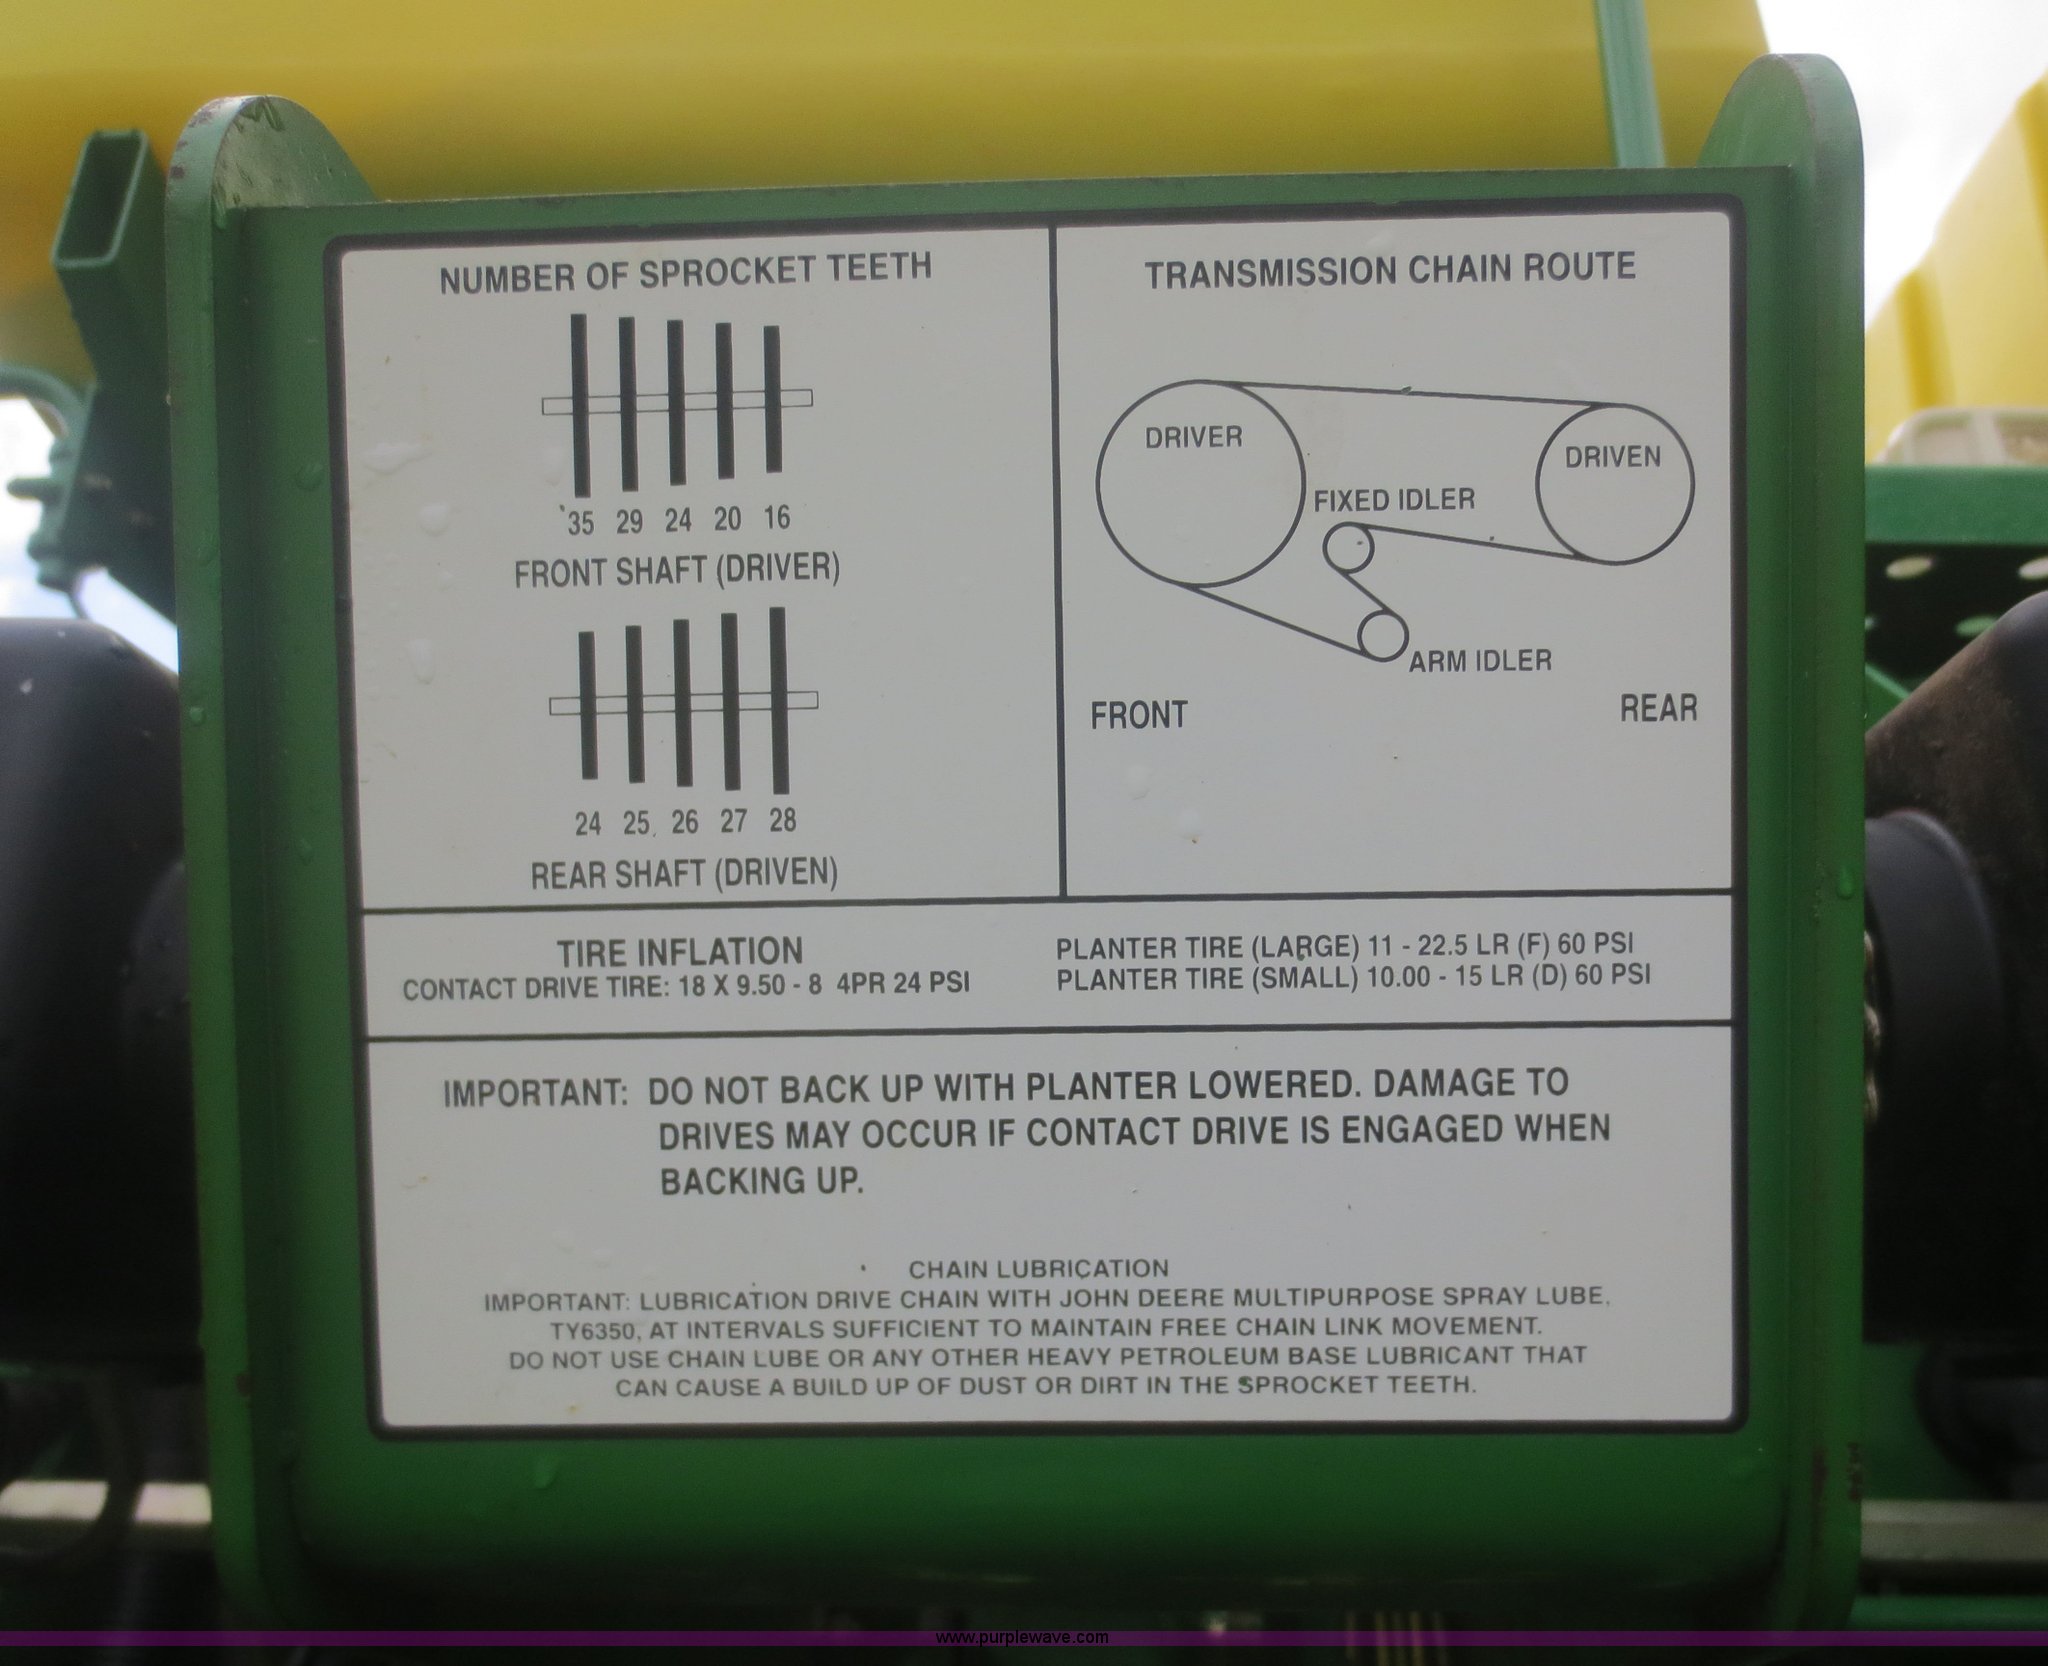 NUMBER OF SPROCKET TEETH
35 29 24 20 16
FRONT SHAFT (DRIVER)
24 25 26 27 28
REAR SHAFT (DRIVEN)
TRANSMISSION CHAIN ROUTE
DRIVER
DRIVEN
FIXED IDLER
ARM IDLER
FRONT
REAR
TIRE INFLATION
CONTACT DRIVE TIRE: 18 X 9.50 - 8 4PR 24 PSI
PLANTER TIRE (LARGE) 11 - 22.5 LR (F) 60 PSI
PLANTER TIRE (SMALL) 10.00 - 15 LR (D) 60 PSI
IMPORTANT: DO NOT BACK UP WITH PLANTER LOWERED. DAMAGE TO
DRIVES MAY OCCUR IF CONTACT DRIVE IS ENGAGED WHEN
BACKING UP.
CHAIN LUBRICATION
IMPORTANT: LUBRICATION DRIVE CHAIN WITH JOHN DEERE MULTIPURPOSE SPRAY LUBE,
TY6350, AT INTERVALS SUFFICIENT TO MAINTAIN FREE CHAIN LINK MOVEMENT.
DO NOT USE CHAIN LUBE OR ANY OTHER HEAVY PETROLEUM BASE LUBRICANT THAT
CAN CAUSE A BUILD UP OF DUST OR DIRT IN THE SPROCKET TEETH.
www.purplewave.com